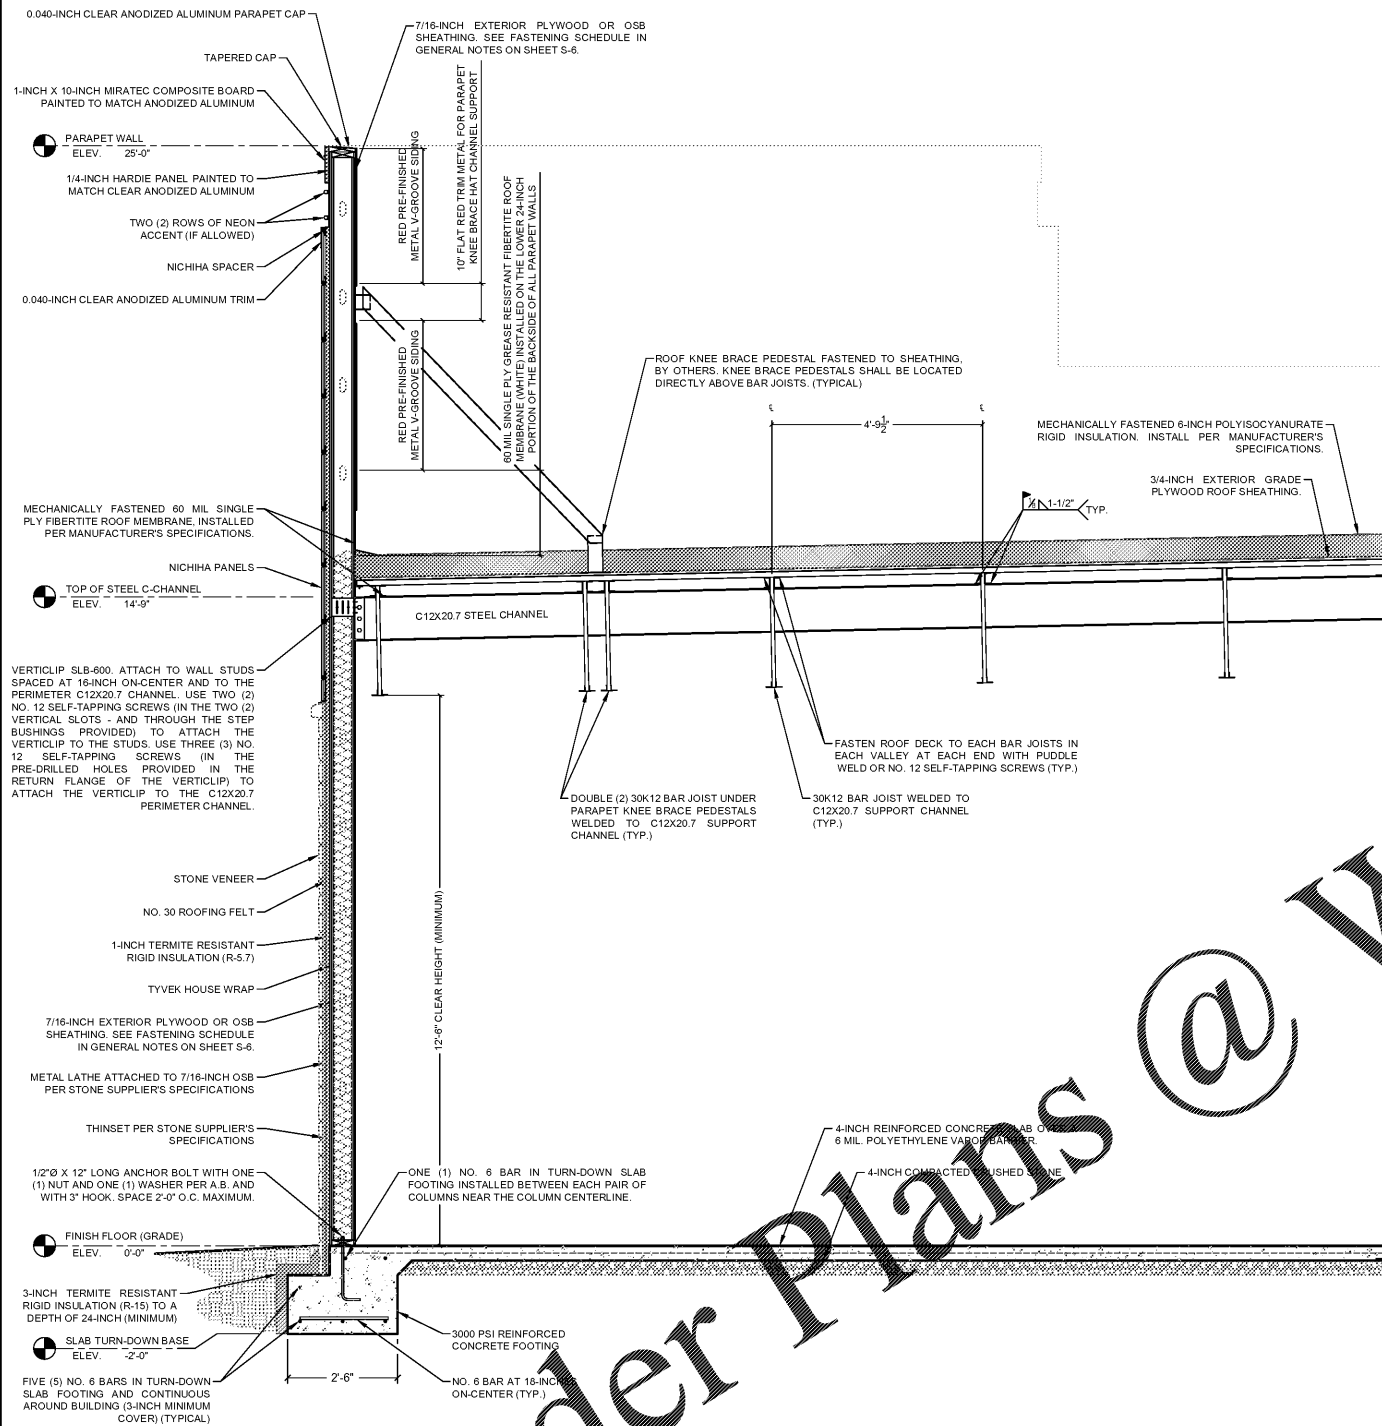 0.040-INCH CLEAR ANODIZED ALUMINUM PARAPET CAP
TAPERED CAP
1-INCH X 10-INCH MIRATEC COMPOSITE BOARD
PAINTED TO MATCH ANODIZED ALUMINUM
PARAPET WALL
ELEV. 25'-0"
1/4-INCH HARDIE PANEL PAINTED TO
MATCH CLEAR ANODIZED ALUMINUM
TWO (2) ROWS OF NEON
ACCENT (IF ALLOWED)
NICHIHA SPACER
0.040-INCH CLEAR ANODIZED ALUMINUM TRIM
7/16-INCH EXTERIOR PLYWOOD OR OSB
SHEATHING. SEE FASTENING SCHEDULE IN
GENERAL NOTES ON SHEET S-6.
RED PRE-FINISHED
METAL V-GROOVE SIDING
10" FLAT RED TRIM METAL FOR PARAPET
KNEE BRACE HAT CHANNEL SUPPORT
RED PRE-FINISHED
METAL V-GROOVE SIDING
60 MIL SINGLE PLY GREASE RESISTANT FIBERTITE ROOF
MEMBRANE (WHITE) INSTALLED ON THE LOWER 24-INCH
PORTION OF THE BACKSIDE OF ALL PARAPET WALLS
ROOF KNEE BRACE PEDESTAL FASTENED TO SHEATHING,
BY OTHERS. KNEE BRACE PEDESTALS SHALL BE LOCATED
DIRECTLY ABOVE BAR JOISTS. (TYPICAL)
4'-9 1/2"
MECHANICALLY FASTENED 6-INCH POLYISOCYANURATE
RIGID INSULATION. INSTALL PER MANUFACTURER'S
SPECIFICATIONS.
3/4-INCH EXTERIOR GRADE
PLYWOOD ROOF SHEATHING.
1-1/2"
TYP.
MECHANICALLY FASTENED 60 MIL SINGLE
PLY FIBERTITE ROOF MEMBRANE, INSTALLED
PER MANUFACTURER'S SPECIFICATIONS.
NICHIHA PANELS
TOP OF STEEL C-CHANNEL
ELEV. 14'-9"
C12X20.7 STEEL CHANNEL
VERTICLIP SLB-600. ATTACH TO WALL STUDS
SPACED AT 16-INCH ON-CENTER AND TO THE
PERIMETER C12X20.7 CHANNEL. USE TWO (2)
NO. 12 SELF-TAPPING SCREWS (IN THE TWO (2)
VERTICAL SLOTS - AND THROUGH THE STEP
BUSHINGS PROVIDED) TO ATTACH THE
VERTICLIP TO THE STUDS. USE THREE (3) NO.
12 SELF-TAPPING SCREWS (IN THE
PRE-DRILLED HOLES PROVIDED IN THE
RETURN FLANGE OF THE VERTICLIP) TO
ATTACH THE VERTICLIP TO THE C12X20.7
PERIMETER CHANNEL.
FASTEN ROOF DECK TO EACH BAR JOISTS IN
EACH VALLEY AT EACH END WITH PUDDLE
WELD OR NO. 12 SELF-TAPPING SCREWS (TYP.)
DOUBLE (2) 30K12 BAR JOIST UNDER
PARAPET KNEE BRACE PEDESTALS
WELDED TO C12X20.7 SUPPORT
CHANNEL (TYP.)
30K12 BAR JOIST WELDED TO
C12X20.7 SUPPORT CHANNEL
(TYP.)
STONE VENEER
NO. 30 ROOFING FELT
1-INCH TERMITE RESISTANT
RIGID INSULATION (R-5.7)
TYVEK HOUSE WRAP
7/16-INCH EXTERIOR PLYWOOD OR OSB
SHEATHING. SEE FASTENING SCHEDULE
IN GENERAL NOTES ON SHEET S-6.
METAL LATHE ATTACHED TO 7/16-INCH OSB
PER STONE SUPPLIER'S SPECIFICATIONS
THINSET PER STONE SUPPLIER'S
SPECIFICATIONS
12'-6" CLEAR HEIGHT (MINIMUM)
1/2"Ø X 12" LONG ANCHOR BOLT WITH ONE
(1) NUT AND ONE (1) WASHER PER A.B. AND
WITH 3" HOOK. SPACE 2'-0" O.C. MAXIMUM.
ONE (1) NO. 6 BAR IN TURN-DOWN SLAB
FOOTING INSTALLED BETWEEN EACH PAIR OF
COLUMNS NEAR THE COLUMN CENTERLINE.
4-INCH REINFORCED CONCRETE SLAB OVER A
6 MIL. POLYETHYLENE VAPOR BARRIER.
4-INCH COMPACTED CRUSHED STONE
FINISH FLOOR (GRADE)
ELEV. 0'-0"
3-INCH TERMITE RESISTANT
RIGID INSULATION (R-15) TO A
DEPTH OF 24-INCH (MINIMUM)
SLAB TURN-DOWN BASE
ELEV. -2'-0"
FIVE (5) NO. 6 BARS IN TURN-DOWN
SLAB FOOTING AND CONTINUOUS
AROUND BUILDING (3-INCH MINIMUM
COVER) (TYPICAL)
2'-6"
3000 PSI REINFORCED
CONCRETE FOOTING
NO. 6 BAR AT 18-INCHES
ON-CENTER (TYP.)
der Plans @